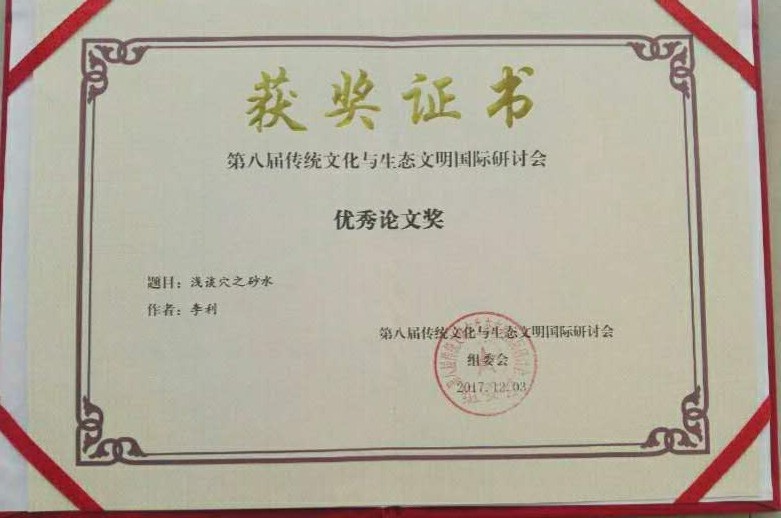 获奖证书
第八届传统文化与生态文明国际研讨会
优秀论文奖
题目：浅谈穴之砂水
作者：李利
第八届传统文化与生态文明国际研讨会
组委会
2017.12.03